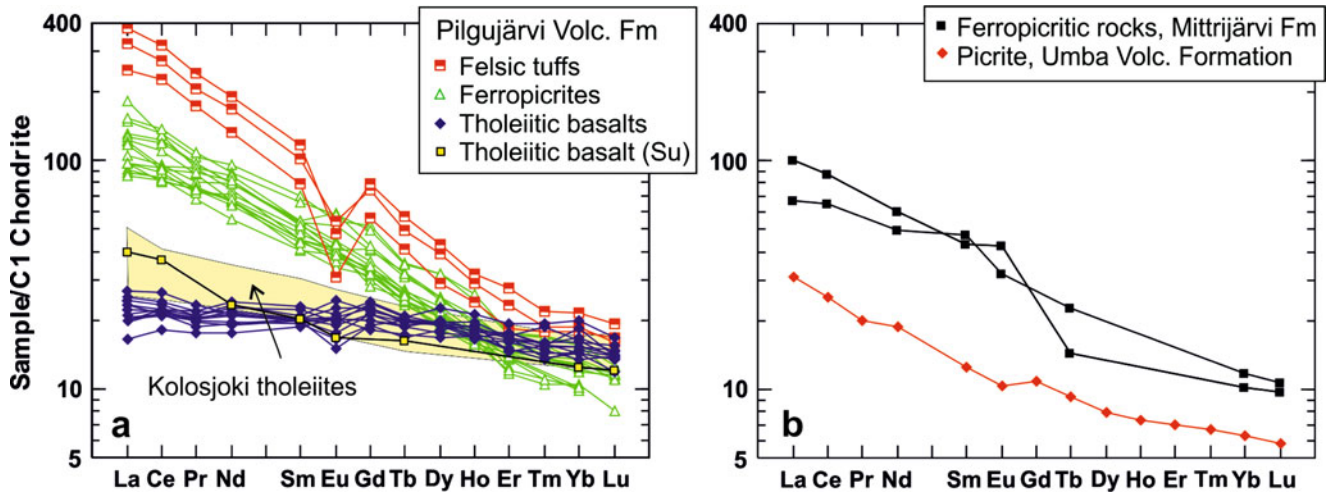 Sample/C1 Chondrite
400
100
10
5
Pilgujärvi Volc. Fm
Felsic tuffs
Ferropicrites
Tholeiitic basalts
Tholeiitic basalt (Su)
Kolosjoki tholeiites
a
La Ce Pr Nd Sm Eu Gd Tb Dy Ho Er Tm Yb Lu
400
100
10
5
Ferropicritic rocks, Mittrijärvi Fm
Picrite, Umba Volc. Formation
b
La Ce Pr Nd Sm Eu Gd Tb Dy Ho Er Tm Yb Lu